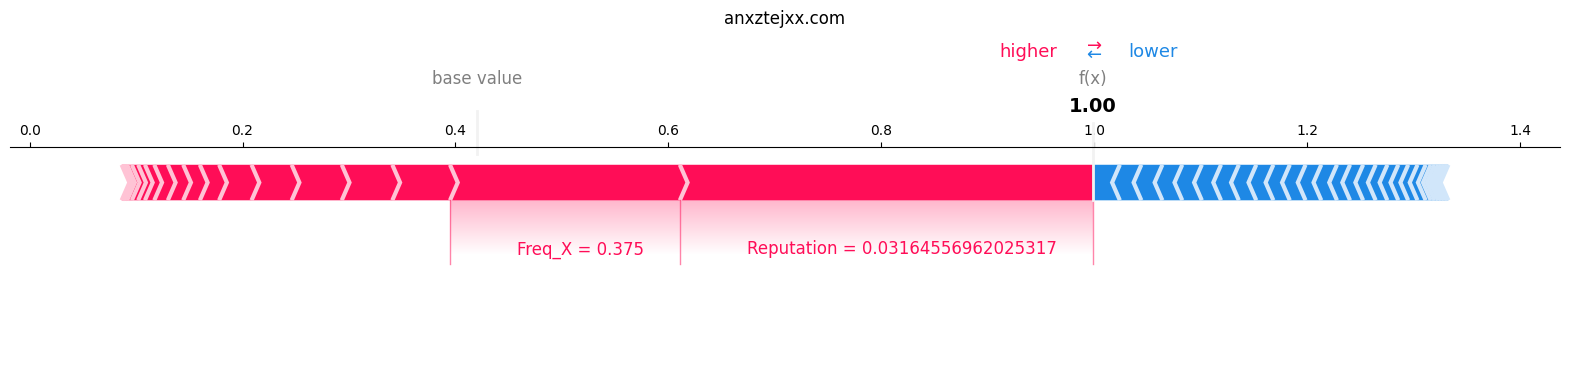 anxztejxx.com
higher ⇄ lower
base value
f(x)
1.00
0.0 0.2 0.4 0.6 0.8 1.0 1.2 1.4
Freq_X = 0.375
Reputation = 0.03164556962025317